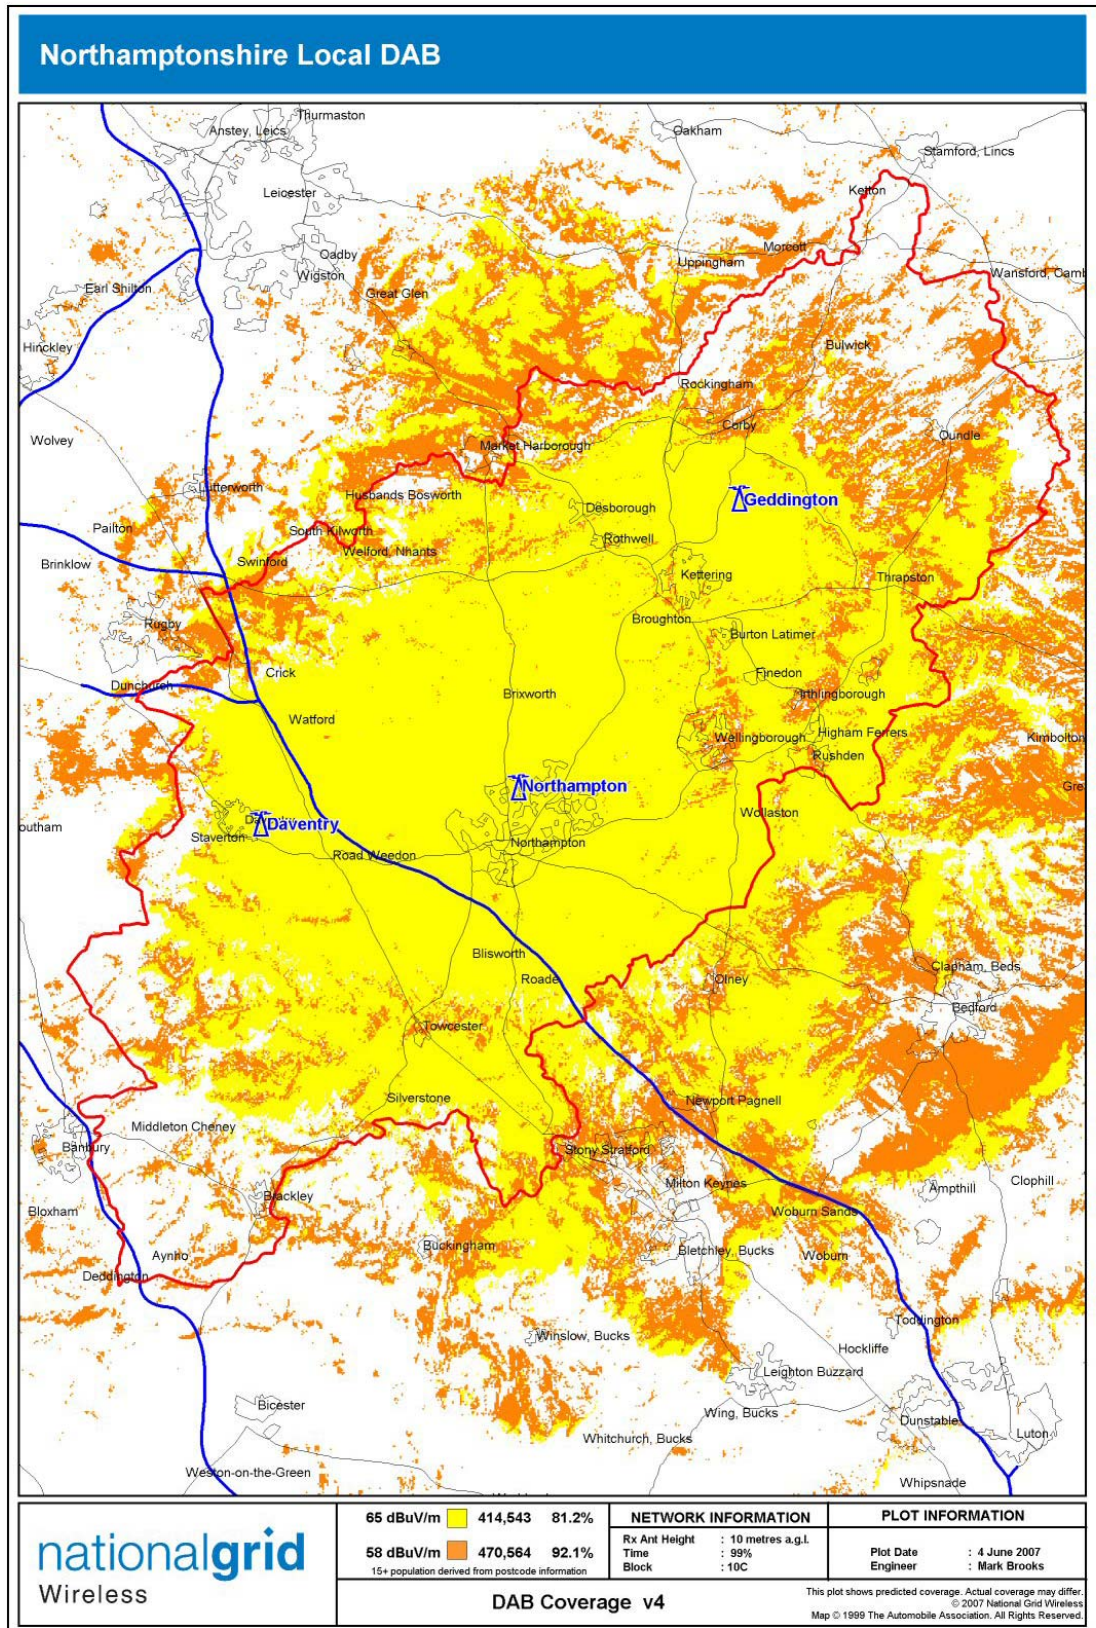 Northamptonshire Local DAB
Thurmaston
Anstey, Leics
Oakham
Stamford, Lincs
Leicester
Ketton
Oadby
Morcott
Uppingham
Wigston
Wansford, Camb
Earl Shilton
Great Glen
Hinckley
Bulwick
Rockingham
Corby
Wolvey
Oundle
Market Harborough
Lutterworth
Husbands Bosworth
Geddington
Desborough
Pailton
South Kilworth
Rothwell
Welford, Nhants
Brinklow
Swinford
Kettering
Thrapston
Rugby
Broughton
Burton Latimer
Crick
Finedon
Dunchurch
Brixworth
Irthlingborough
Watford
Wellingborough
Higham Ferrers
Kimbolton
Rushden
Northampton
Gre
Wollaston
Daventry
outham
Staverton
Northampton
Road Weedon
Blisworth
Clapham, Beds
Roade
Olney
Bedford
Towcester
Silverstone
Newport Pagnell
Middleton Cheney
Banbury
Stony Stratford
Clophill
Milton Keynes
Ampthill
Brackley
Bloxham
Woburn Sands
Buckingham
Bletchley, Bucks
Aynho
Woburn
Deddington
Toddington
Winslow, Bucks
Hockliffe
Leighton Buzzard
Bicester
Wing, Bucks
Dunstable
Whitchurch, Bucks
Luton
Weston-on-the-Green
Whipsnade
nationalgrid
Wireless
65 dBuV/m 414,543 81.2%
58 dBuV/m 470,564 92.1%
15+ population derived from postcode information
NETWORK INFORMATION
Rx Ant Height : 10 metres a.g.l.
Time : 99%
Block : 10C
PLOT INFORMATION
Plot Date : 4 June 2007
Engineer : Mark Brooks
DAB Coverage v4
This plot shows predicted coverage. Actual coverage may differ.
© 2007 National Grid Wireless
Map © 1999 The Automobile Association. All Rights Reserved.